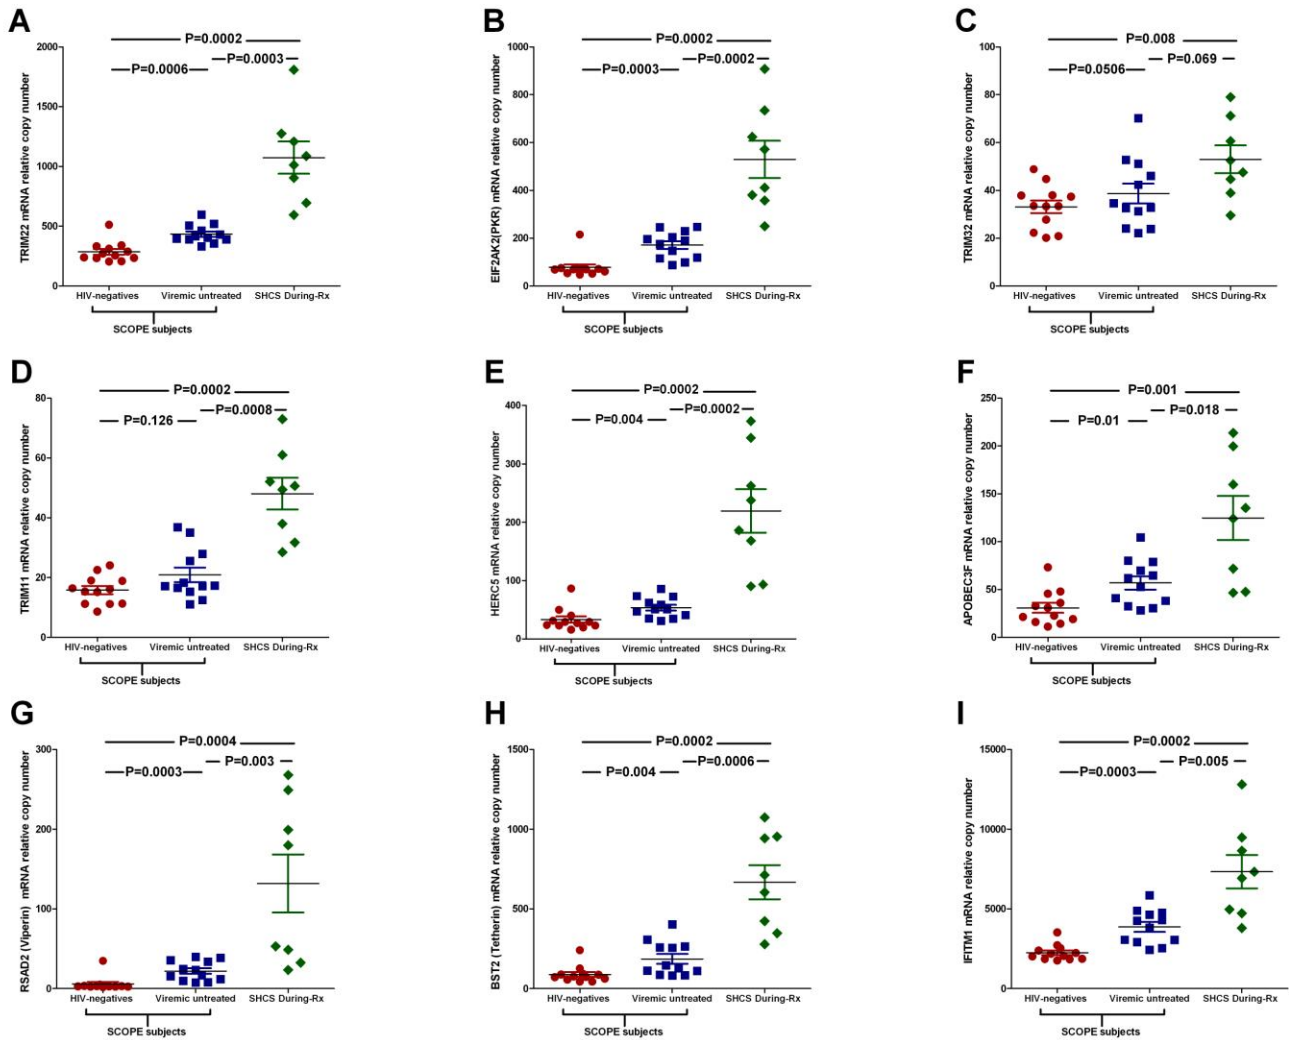 A
P=0.0002
P=0.0003
P=0.0006
2000
1500
1000
500
0
TRIM22 mRNA relative copy number
HIV-negatives Viremic untreated SHCS During-Rx
SCOPE subjects
B
P=0.0002
P=0.0002
P=0.0003
1000
800
600
400
200
0
EIF2AK2(PKR) mRNA relative copy number
HIV-negatives Viremic untreated SHCS During-Rx
SCOPE subjects
C
P=0.008
P=0.069
P=0.0506
100
80
60
40
20
0
TRIM32 mRNA relative copy number
HIV-negatives Viremic untreated SHCS During-Rx
SCOPE subjects
D
P=0.0002
P=0.0008
P=0.126
80
60
40
20
0
TRIM11 mRNA relative copy number
HIV-negatives Viremic untreated SHCS During-Rx
SCOPE subjects
E
P=0.0002
P=0.0002
P=0.004
400
300
200
100
0
HERC5 mRNA relative copy number
HIV-negatives Viremic untreated SHCS During-Rx
SCOPE subjects
F
P=0.001
P=0.018
P=0.01
250
200
150
100
50
0
APOBEC3F mRNA relative copy number
HIV-negatives Viremic untreated SHCS During-Rx
SCOPE subjects
G
P=0.0004
P=0.003
P=0.0003
300
200
100
0
RSAD2 (Viperin) mRNA relative copy number
HIV-negatives Viremic untreated SHCS During-Rx
SCOPE subjects
H
P=0.0002
P=0.0006
P=0.004
1500
1000
500
0
BST2 (Tetherin) mRNA relative copy number
HIV-negatives Viremic untreated SHCS During-Rx
SCOPE subjects
I
P=0.0002
P=0.005
P=0.0003
15000
10000
5000
0
IFITM1 mRNA relative copy number
HIV-negatives Viremic untreated SHCS During-Rx
SCOPE subjects